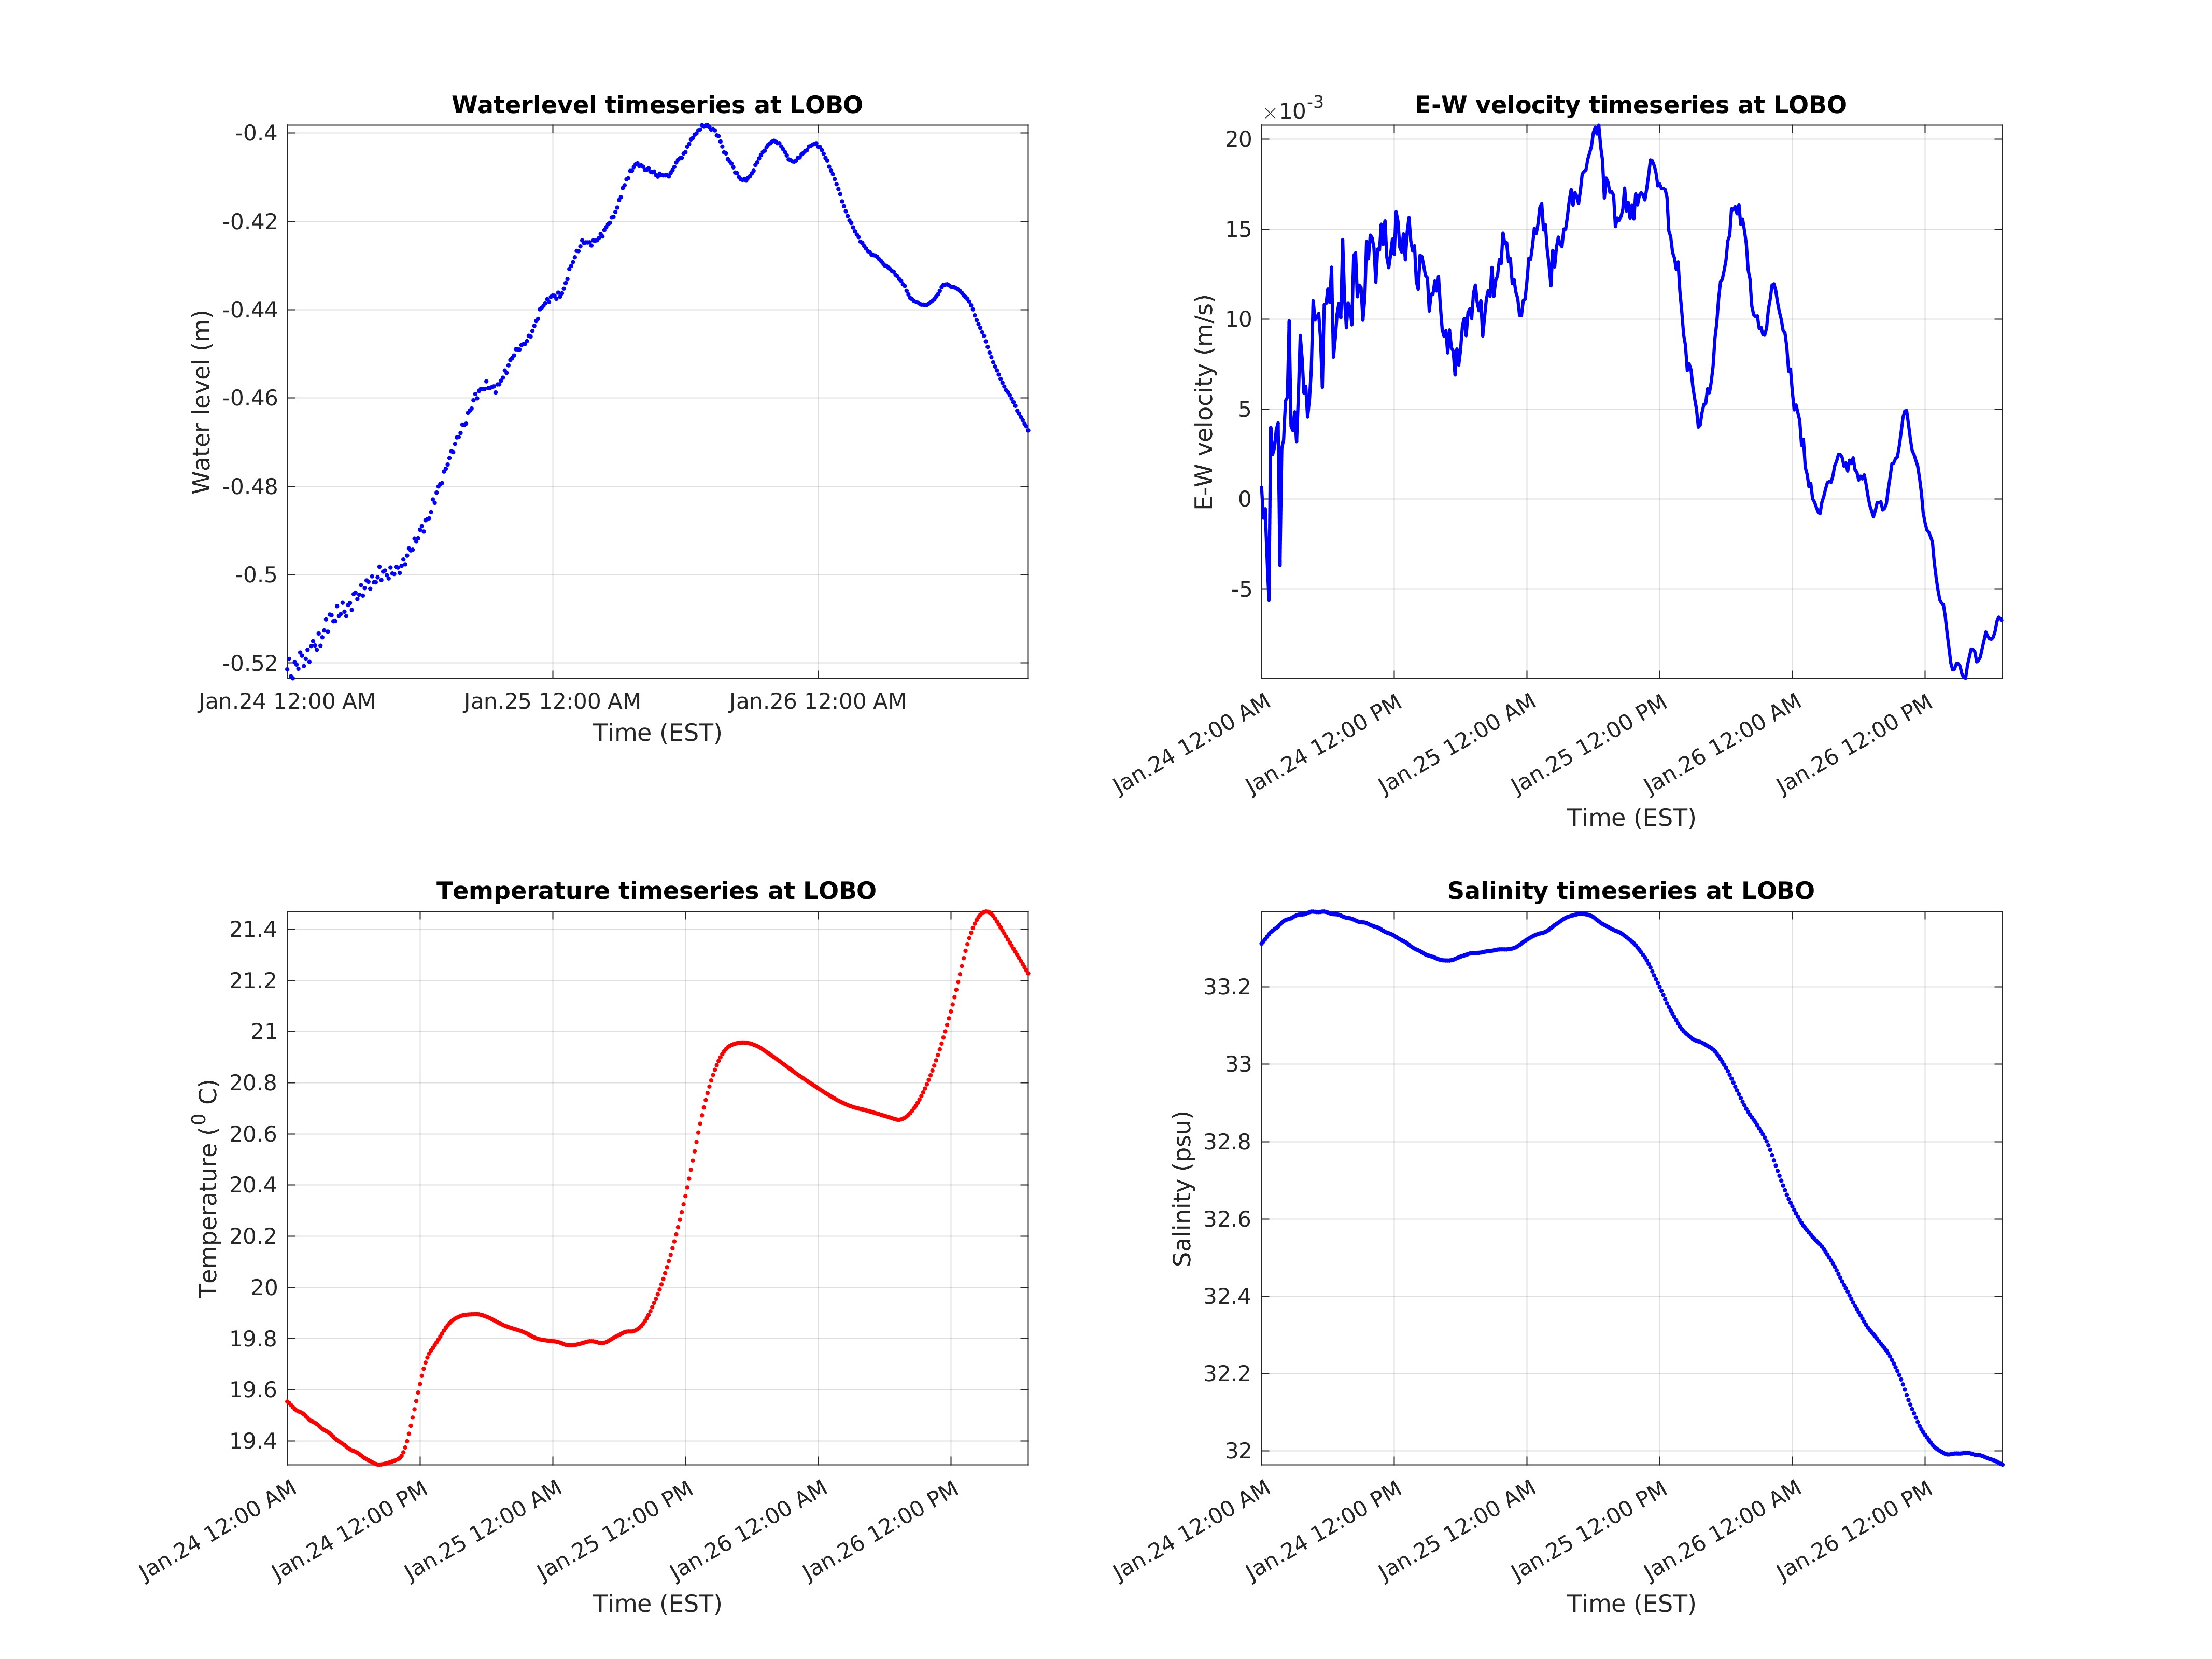 Waterlevel timeseries at LOBO
-0.4
-0.42
-0.44
-0.46
-0.48
-0.5
-0.52
Water level (m)
Jan.24 12:00 AM
Jan.25 12:00 AM
Jan.26 12:00 AM
Time (EST)
E-W velocity timeseries at LOBO
×10-3
20
15
10
5
0
-5
E-W velocity (m/s)
Jan.24 12:00 AM
Jan.24 12:00 PM
Jan.25 12:00 AM
Jan.25 12:00 PM
Jan.26 12:00 AM
Jan.26 12:00 PM
Time (EST)
Temperature timeseries at LOBO
21.4
21.2
21
20.8
20.6
20.4
20.2
20
19.8
19.6
19.4
Temperature (0 C)
Jan.24 12:00 AM
Jan.24 12:00 PM
Jan.25 12:00 AM
Jan.25 12:00 PM
Jan.26 12:00 AM
Jan.26 12:00 PM
Time (EST)
Salinity timeseries at LOBO
33.2
33
32.8
32.6
32.4
32.2
32
Salinity (psu)
Jan.24 12:00 AM
Jan.24 12:00 PM
Jan.25 12:00 AM
Jan.25 12:00 PM
Jan.26 12:00 AM
Jan.26 12:00 PM
Time (EST)